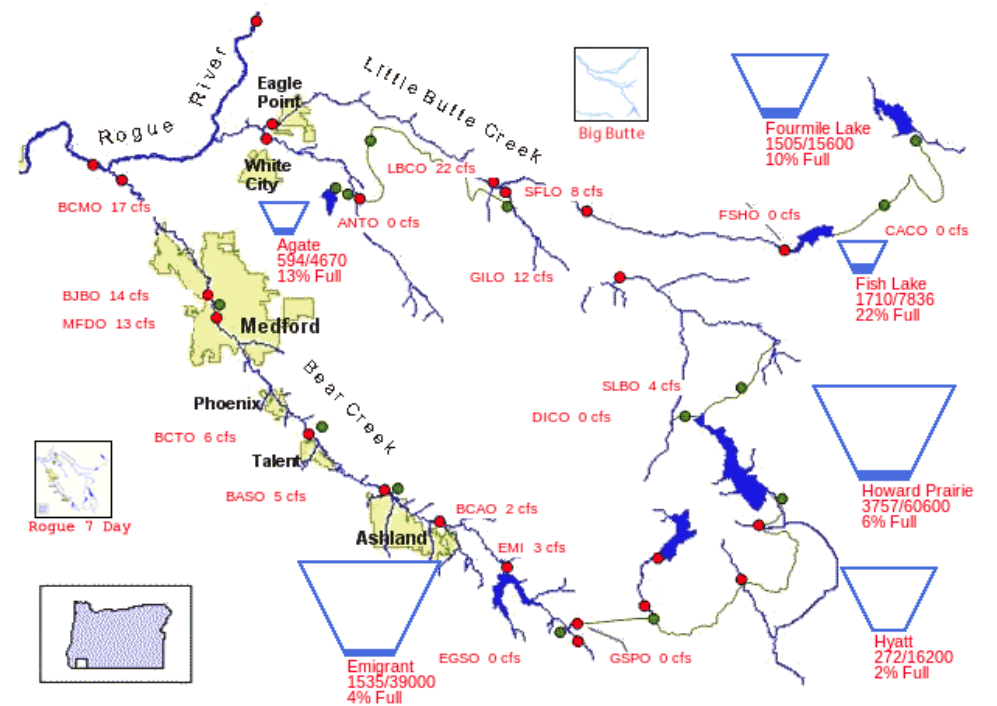 Rogue River
Little Butte Creek
Eagle
Point
White
City
Big Butte
Fourmile Lake
1505/15600
10% Full
LBCO 22 cfs
SFLO 8 cfs
BCMO 17 cfs
ANTO 0 cfs
FSHO 0 cfs
CACO 0 cfs
Agate
594/4670
13% Full
GILO 12 cfs
Fish Lake
1710/7836
22% Full
BJBO 14 cfs
MFDO 13 cfs
Medford
Bear Creek
SLBO 4 cfs
DICO 0 cfs
Phoenix
BCTO 6 cfs
Talent
Howard Prairie
3757/60600
6% Full
BASO 5 cfs
BCAO 2 cfs
Rogue 7 Day
Ashland
EMI 3 cfs
Emigrant
1535/39000
4% Full
EGSO 0 cfs
GSPO 0 cfs
Hyatt
272/16200
2% Full